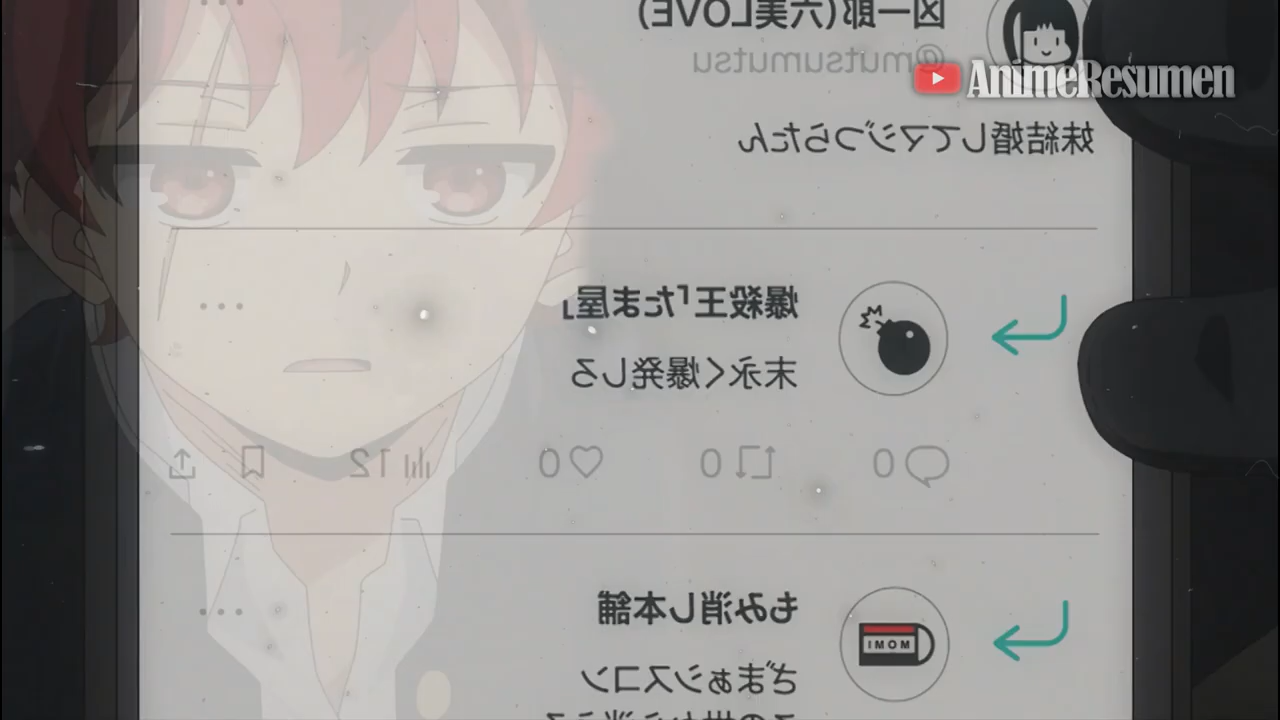 凶一郎(六美LOVE)
@mutsumutsu
AnimeResumen
妹結婚してマジつらたん
爆殺王「たま屋」
末永く爆発しろ
0
0
0
12
もみ消し本舗
IMOM
ざまぁシスコン